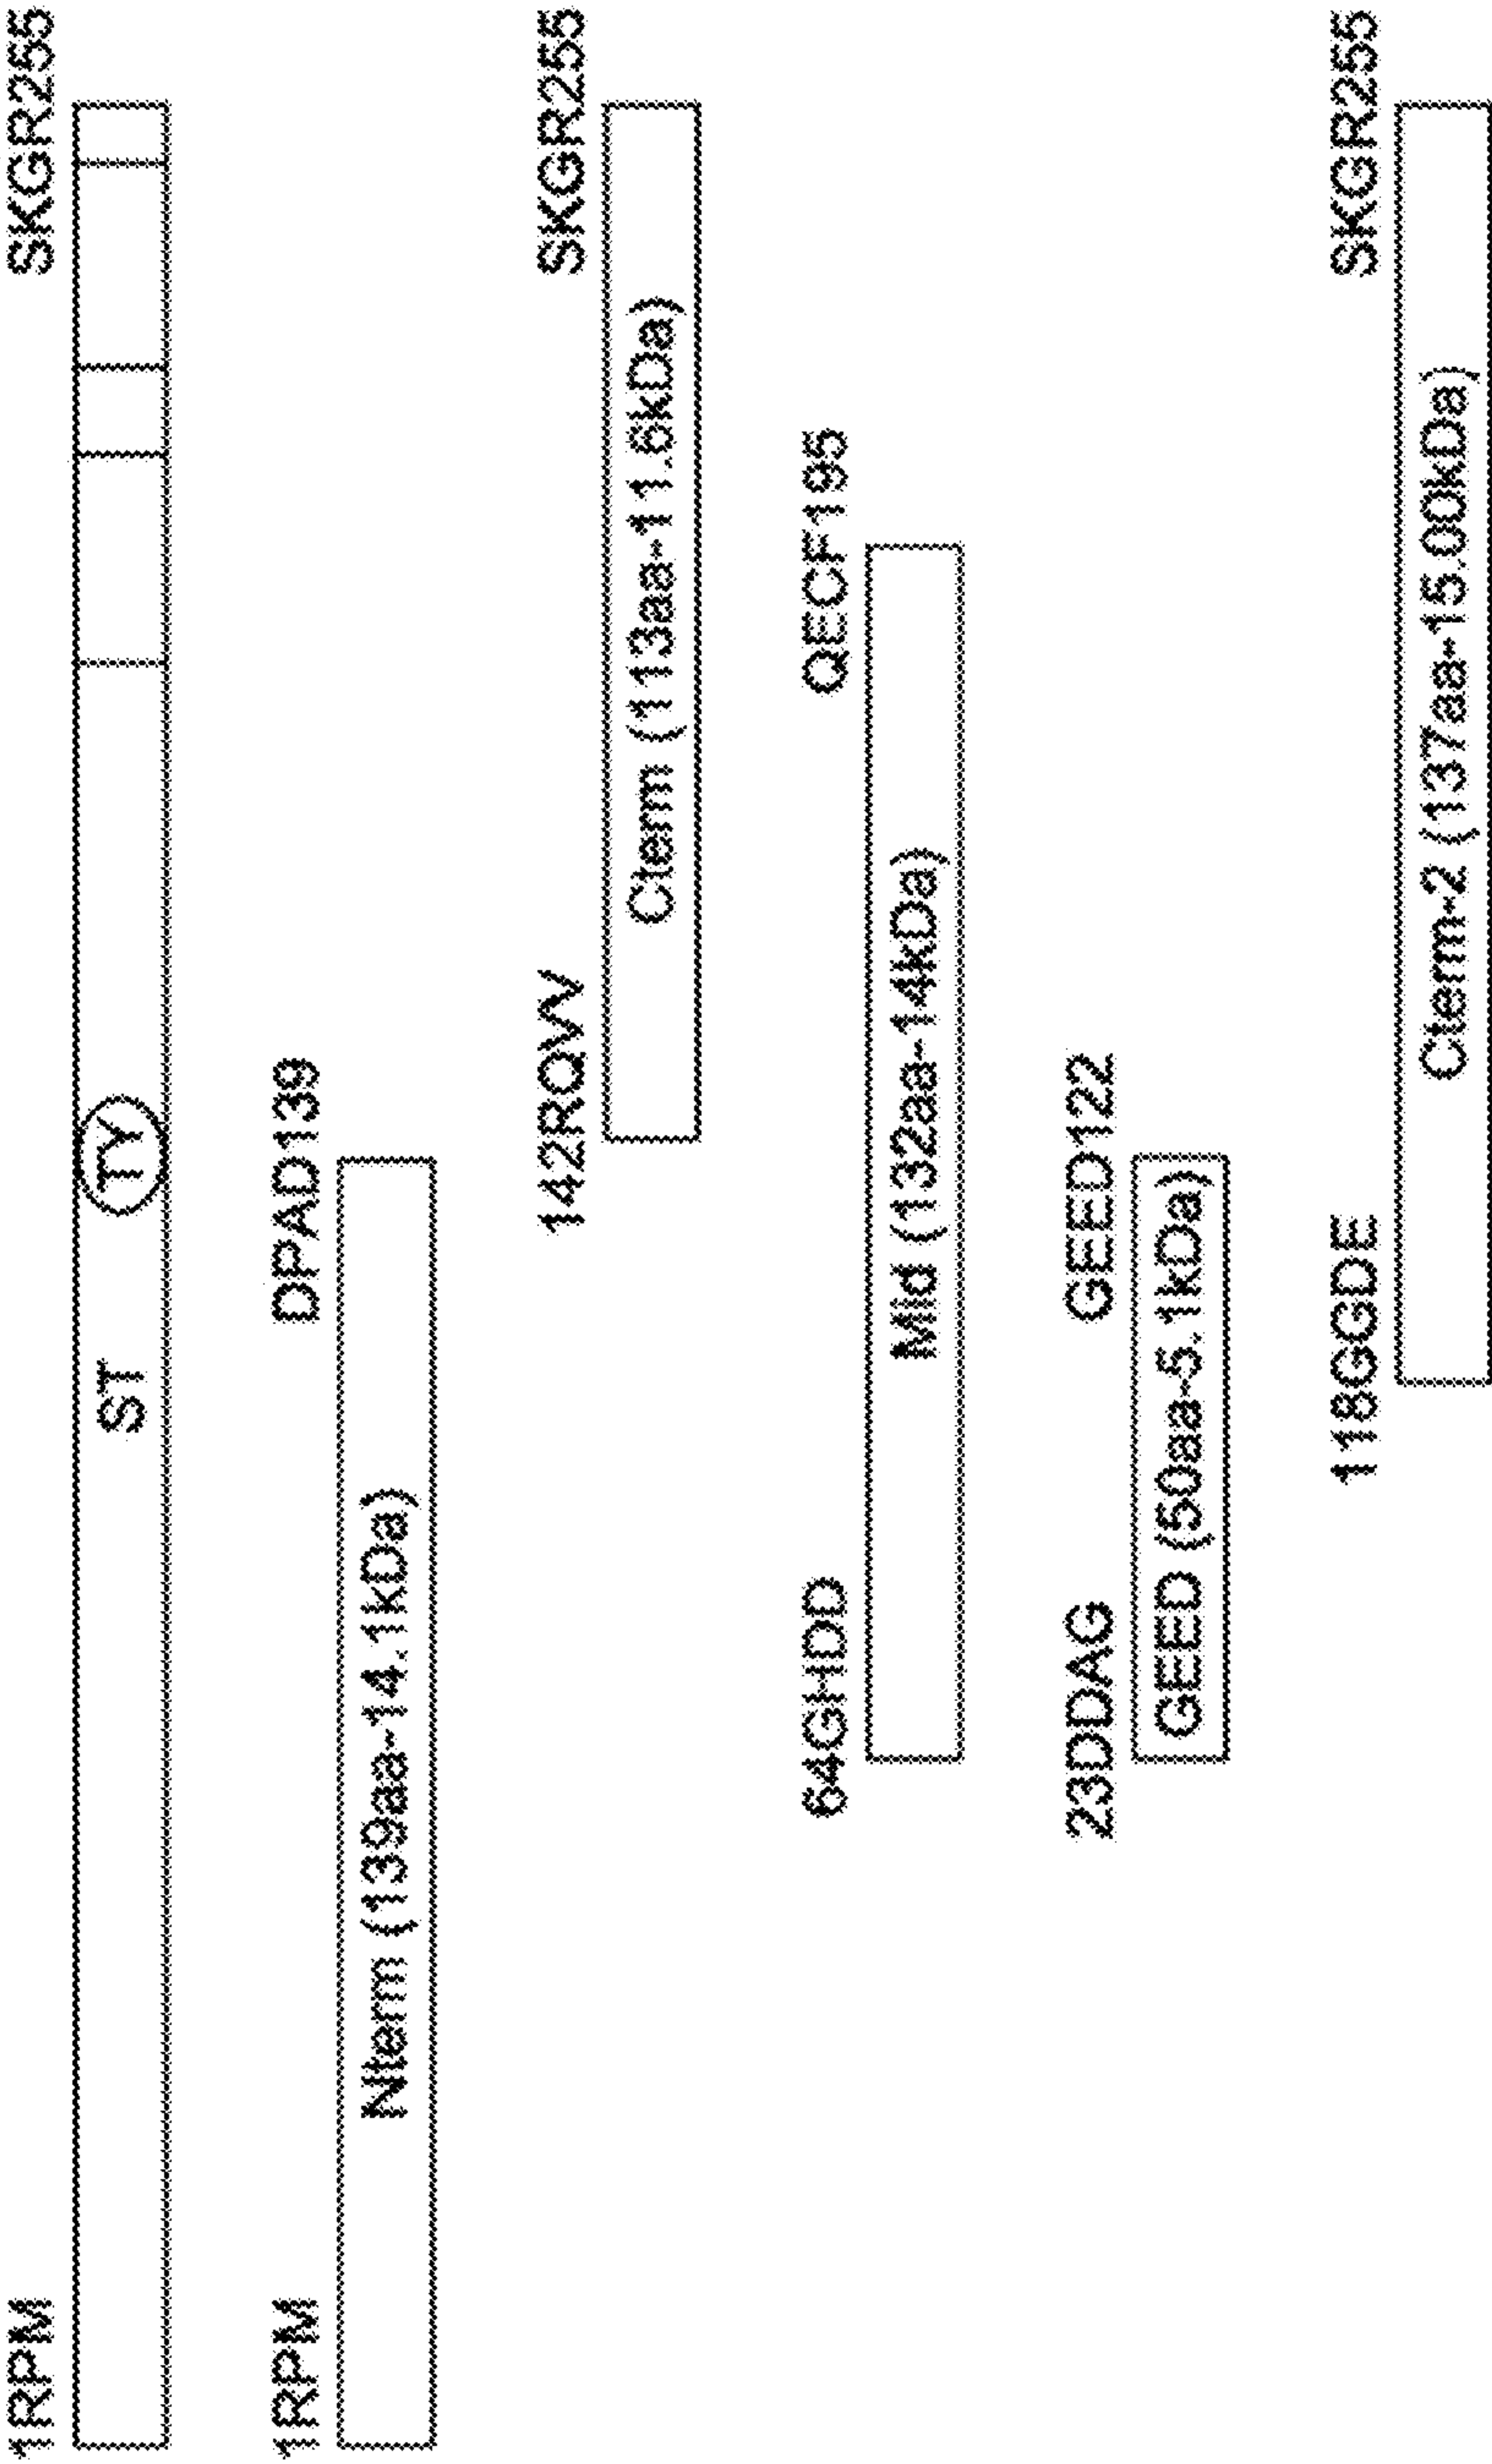 1RPM SKGR255
ST TY
1RPM DPAD139
Nterm (139aa-14.1kDa)
142RQVV SKGR255
Cterm (113aa-11.6kDa)
64GHDD QECF195
Mid (132aa-14kDa)
23DDAG GEED122
GEED (50aa-5.1kDa)
118GGDE SKGR255
Cterm-2 (137aa-15.00kDa)